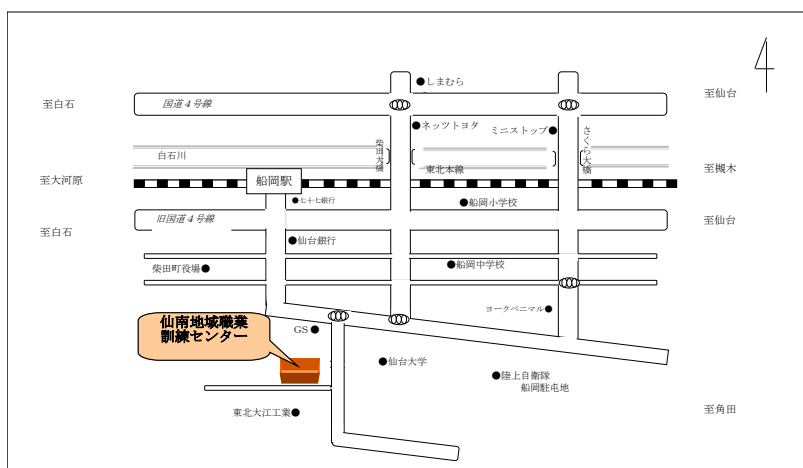 しまむら
至仙台
至白石
国道４号線
ネッツトヨタ
ミニストップ
柴田大橋
さくら大橋
白石川
東北本線
至槻木
至大河原
船岡駅
七十七銀行
船岡小学校
旧国道４号線
至仙台
至白石
仙台銀行
船岡中学校
柴田町役場
ヨークベニマル
仙南地域職業
訓練センター
GS
仙台大学
陸上自衛隊
船岡駐屯地
東北大江工業
至角田